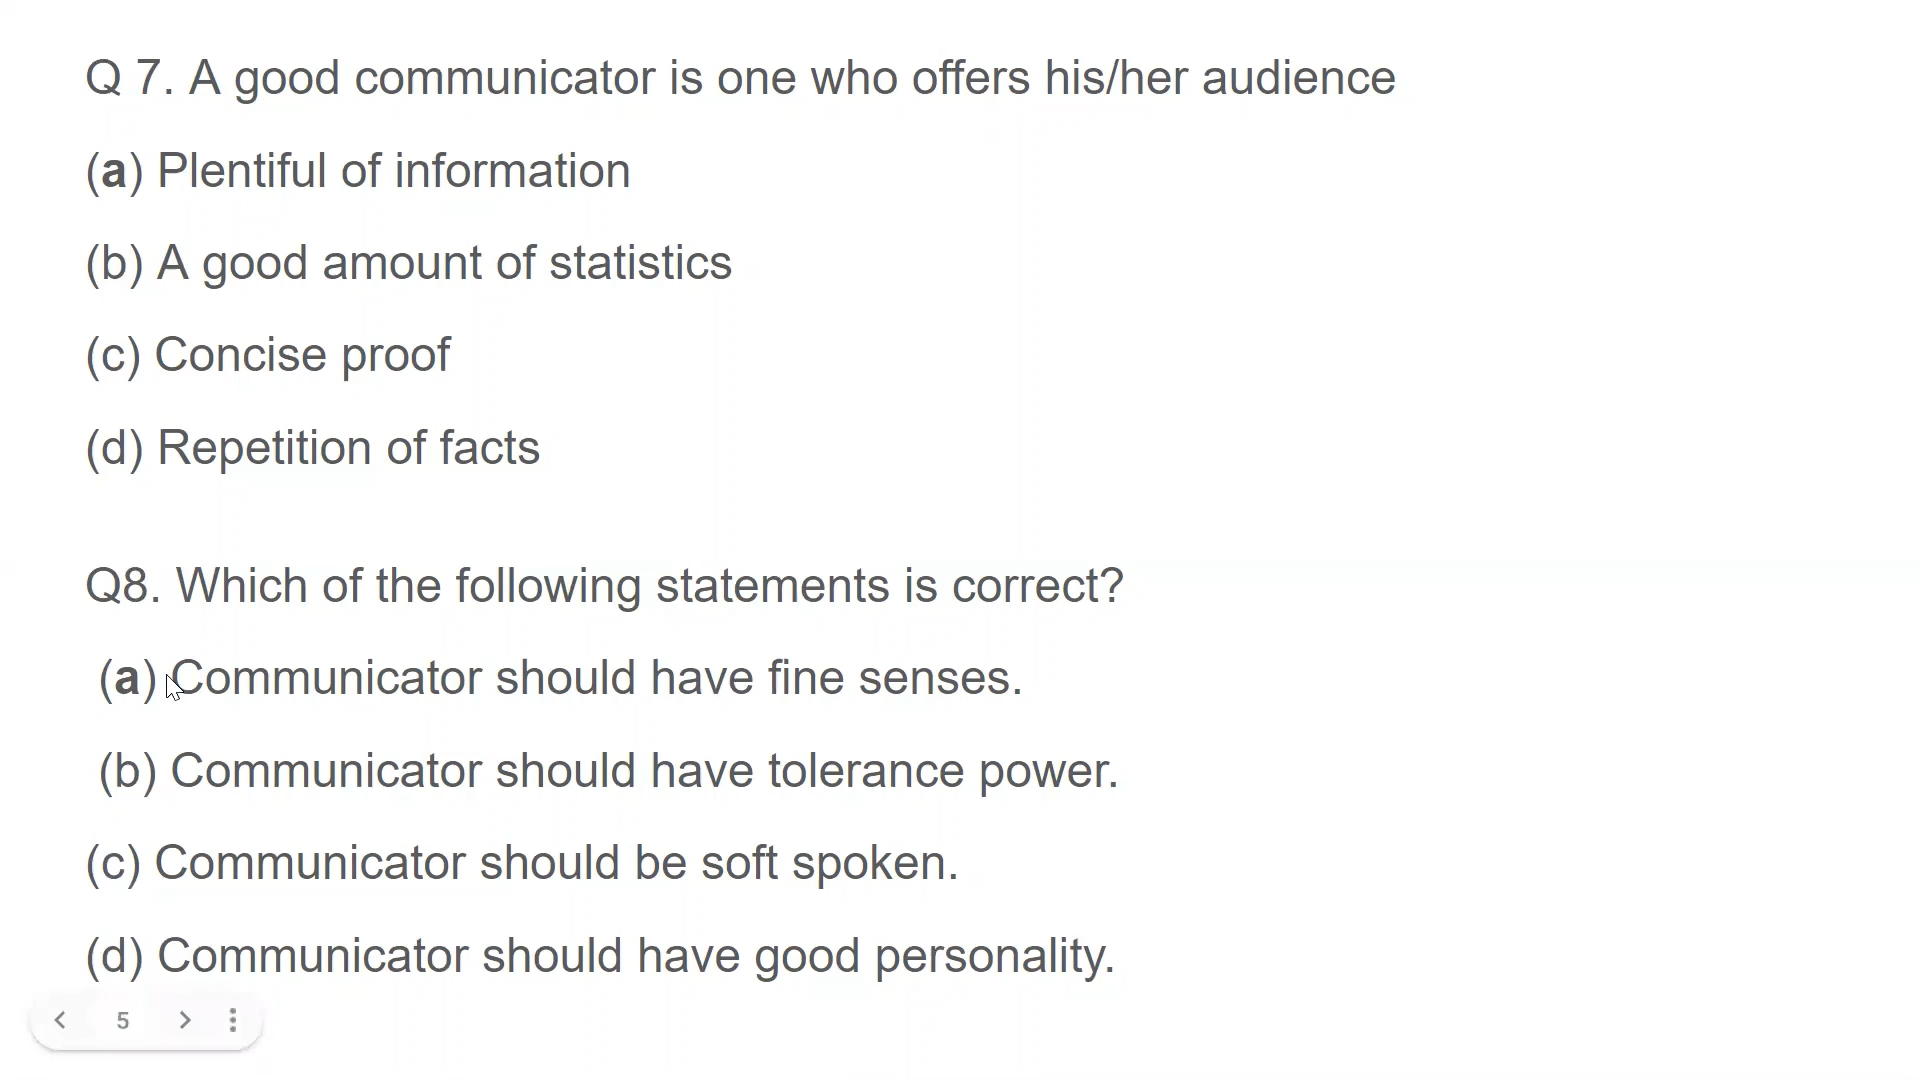 Q 7. A good communicator is one who offers his/her audience
(a) Plentiful of information
(b) A good amount of statistics
(c) Concise proof
(d) Repetition of facts
Q8. Which of the following statements is correct?
(a) Communicator should have fine senses.
(b) Communicator should have tolerance power.
(c) Communicator should be soft spoken.
(d) Communicator should have good personality.
5